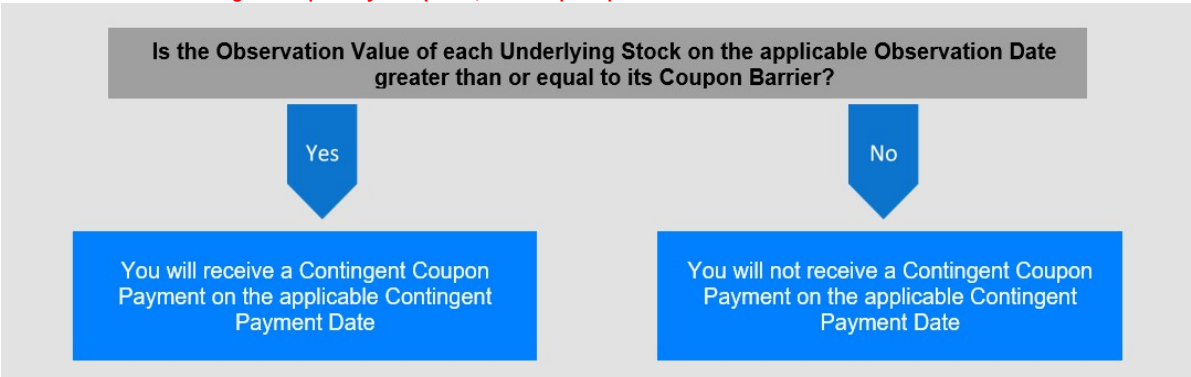 Is the Observation Value of each Underlying Stock on the applicable Observation Date
greater than or equal to its Coupon Barrier?
Yes
No
You will receive a Contingent Coupon
Payment on the applicable Contingent
Payment Date
You will not receive a Contingent Coupon
Payment on the applicable Contingent
Payment Date